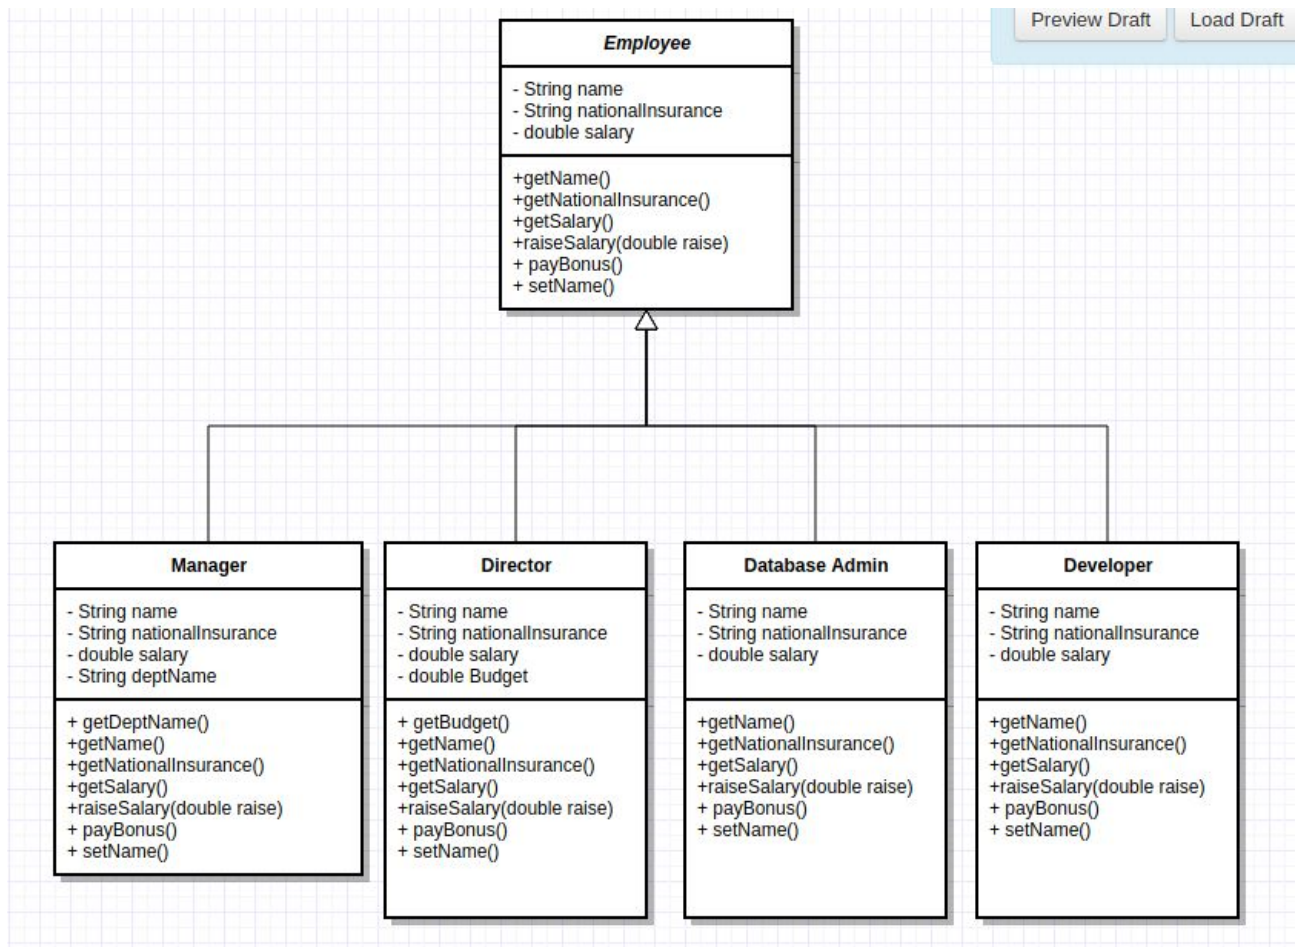 Preview Draft
Load Draft
Employee
- String name
- String nationalInsurance
- double salary
+getName()
+getNationalInsurance()
+getSalary()
+raiseSalary(double raise)
+ payBonus()
+ setName()
Manager
- String name
- String nationalInsurance
- double salary
- String deptName
+ getDeptName()
+getName()
+getNationalInsurance()
+getSalary()
+raiseSalary(double raise)
+ payBonus()
+ setName()
Director
- String name
- String nationalInsurance
- double salary
- double Budget
+ getBudget()
+getName()
+getNationalInsurance()
+getSalary()
+raiseSalary(double raise)
+ payBonus()
+ setName()
Database Admin
- String name
- String nationalInsurance
- double salary
+getName()
+getNationalInsurance()
+getSalary()
+raiseSalary(double raise)
+ payBonus()
+ setName()
Developer
- String name
- String nationalInsurance
- double salary
+getName()
+getNationalInsurance()
+getSalary()
+raiseSalary(double raise)
+ payBonus()
+ setName()